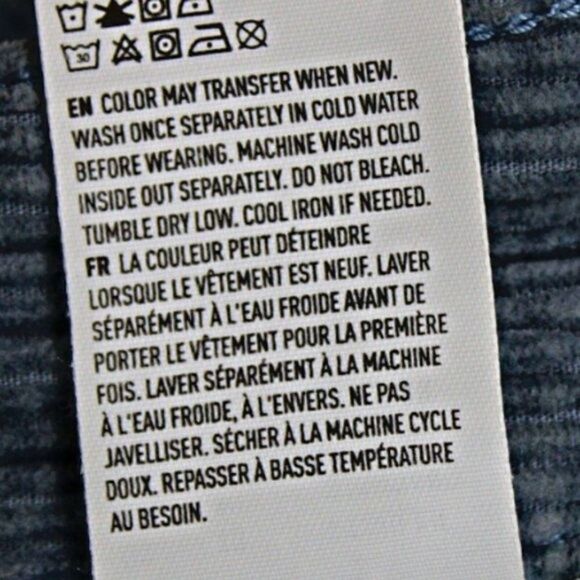 30
EN COLOR MAY TRANSFER WHEN NEW.
WASH ONCE SEPARATELY IN COLD WATER
BEFORE WEARING. MACHINE WASH COLD
INSIDE OUT SEPARATELY. DO NOT BLEACH.
TUMBLE DRY LOW. COOL IRON IF NEEDED.
FR LA COULEUR PEUT DÉTEINDRE
LORSQUE LE VÊTEMENT EST NEUF. LAVER
SÉPARÉMENT À L'EAU FROIDE AVANT DE
PORTER LE VÊTEMENT POUR LA PREMIÈRE
FOIS. LAVER SÉPARÉMENT À LA MACHINE
À L'EAU FROIDE, À L'ENVERS. NE PAS
JAVELLISER. SÉCHER À LA MACHINE CYCLE
DOUX. REPASSER À BASSE TEMPÉRATURE
AU BESOIN.